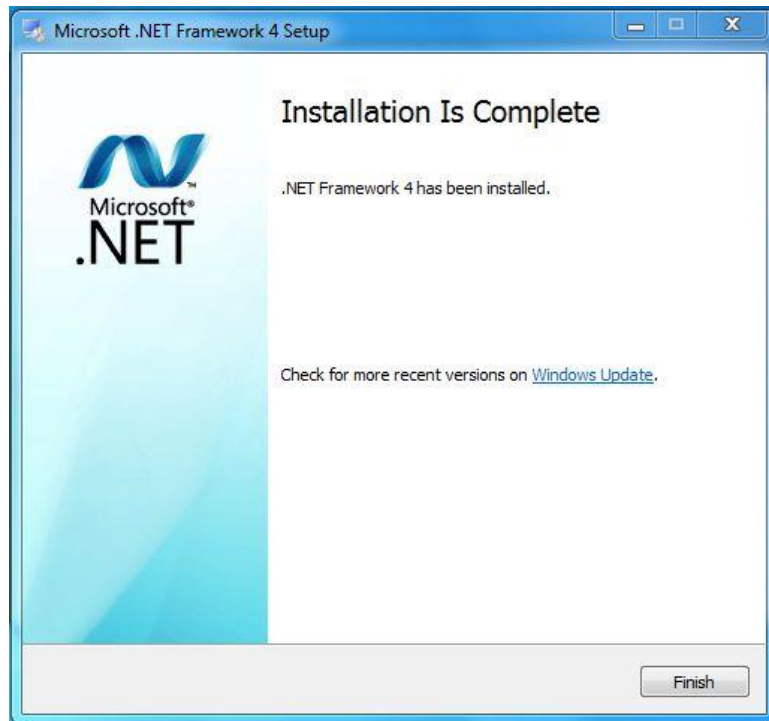 Microsoft .NET Framework 4 Setup
Installation Is Complete
.NET Framework 4 has been installed.
Microsoft®
.NET™
Check for more recent versions on Windows Update.
Finish